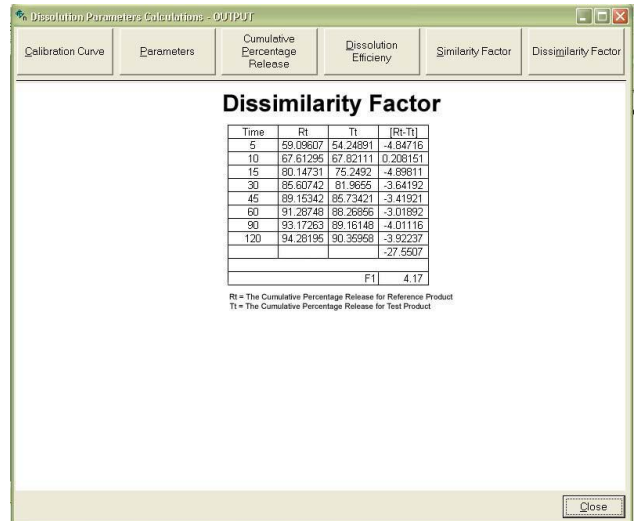 Dissolution Parameters Calculations - OUTPUT
Calibration Curve
Parameters
Cumulative
Percentage
Release
Dissolution
Efficieny
Similarity Factor
Dissimilarity Factor
Dissimilarity Factor
Time Rt Tt [Rt-Tt]
5 59.09607 54.24891 -4.84716
10 67.61295 67.82111 0.208151
15 80.14731 75.2492 -4.89811
30 85.60742 81.9655 -3.64192
45 89.15342 85.73421 -3.41921
60 91.28748 88.26856 -3.01892
90 93.17263 89.16148 -4.01116
120 94.28195 90.35958 -3.92237
-27.5507
F1 4.17
Rt = The Cumulative Percentage Release for Reference Product
Tt = The Cumulative Percentage Release for Test Product
Close